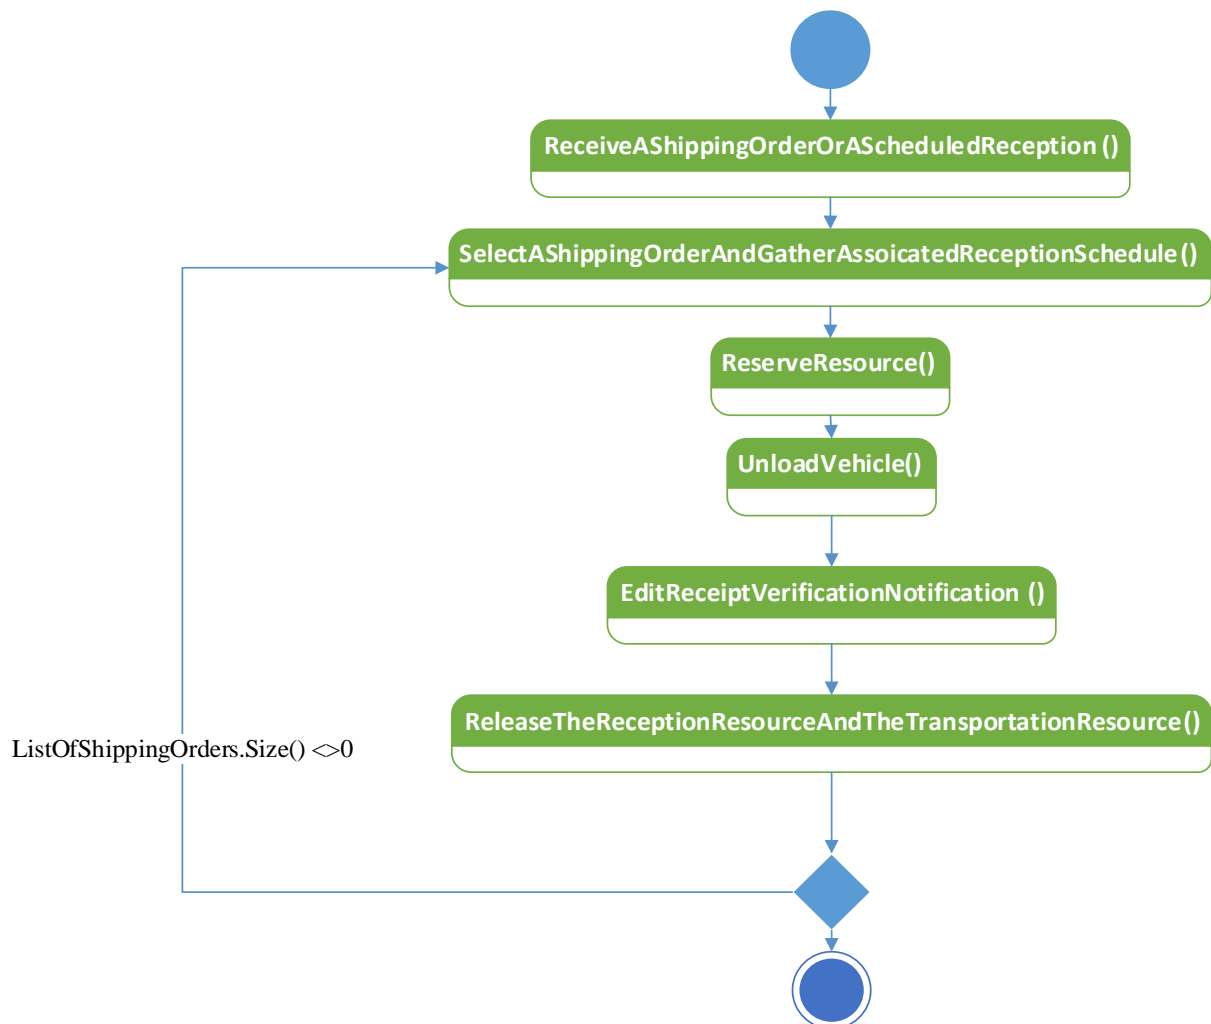 ReceiveAShippingOrderOrAScheduledReception ()
SelectAShippingOrderAndGatherAssoicatedReceptionSchedule()
ReserveResource()
UnloadVehicle()
EditReceiptVerificationNotification ()
ReleaseTheReceptionResourceAndTheTransportationResource()
ListOfShippingOrders.Size() <>0